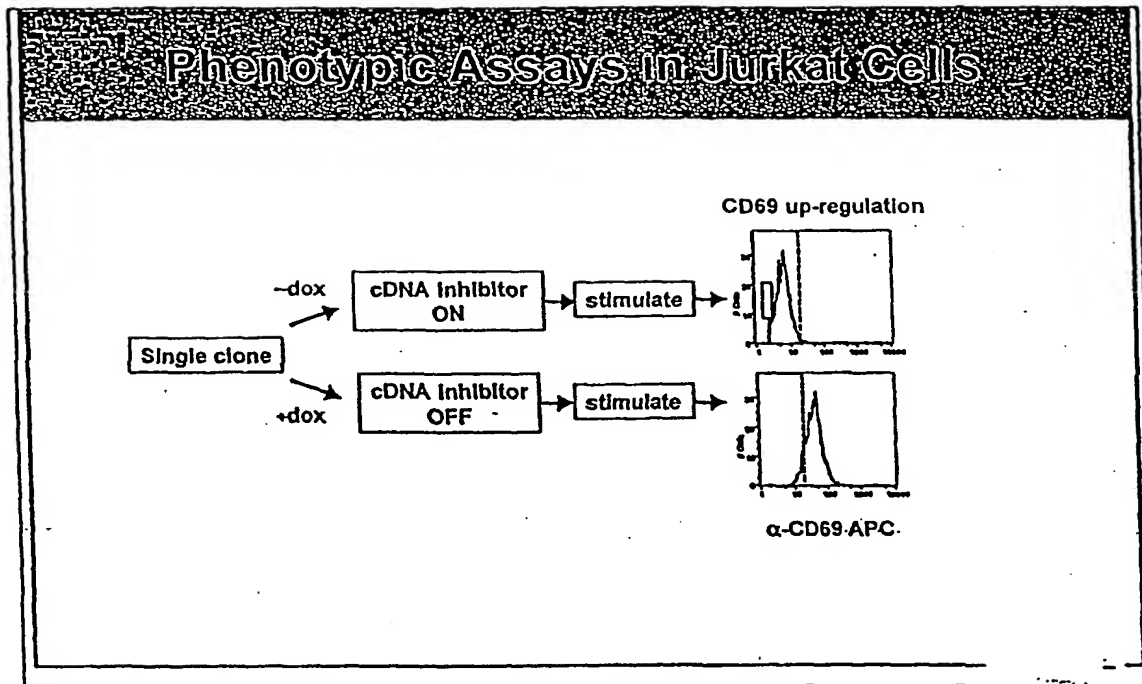 Phenotypic Assays in Jurkat Cells
CD69 up-regulation
–dox
cDNA Inhibitor
ON
stimulate
Single clone
+dox
cDNA Inhibitor
OFF
stimulate
α-CD69 APC